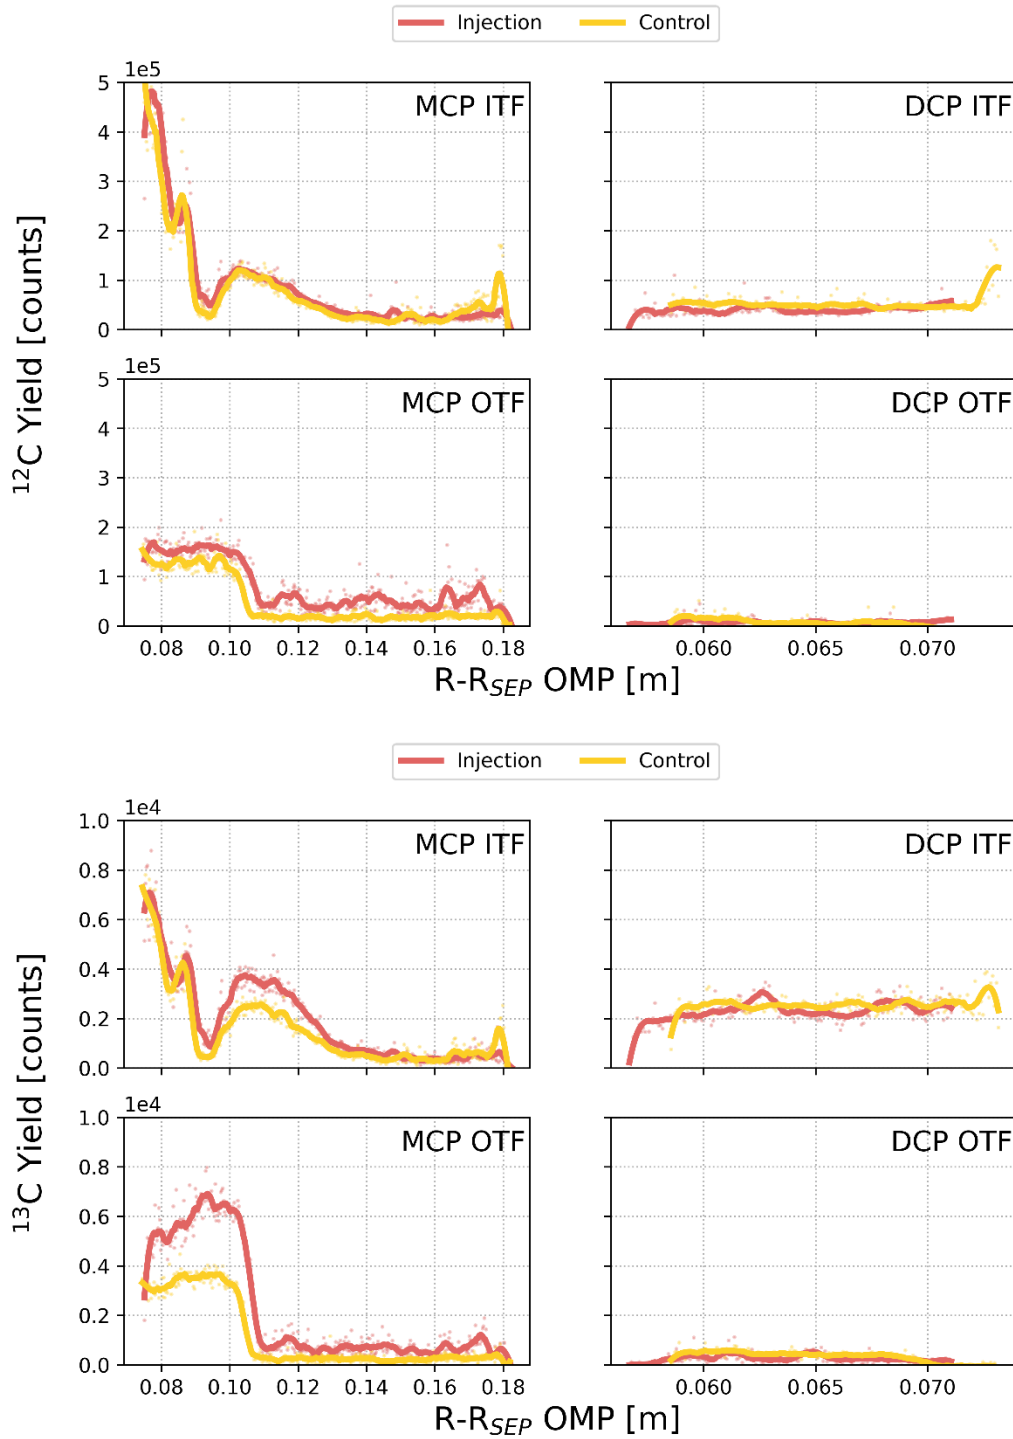 Injection Control
1e5
MCP ITF
DCP ITF
5
4
3
2
1
0
1e5
MCP OTF
DCP OTF
5
4
3
2
1
0
0.08 0.10 0.12 0.14 0.16 0.18
0.060 0.065 0.070
¹²C Yield [counts]
R-R_SEP OMP [m]
Injection Control
1e4
MCP ITF
DCP ITF
1.0
0.8
0.6
0.4
0.2
0.0
1e4
MCP OTF
DCP OTF
1.0
0.8
0.6
0.4
0.2
0.0
0.08 0.10 0.12 0.14 0.16 0.18
0.060 0.065 0.070
¹³C Yield [counts]
R-R_SEP OMP [m]